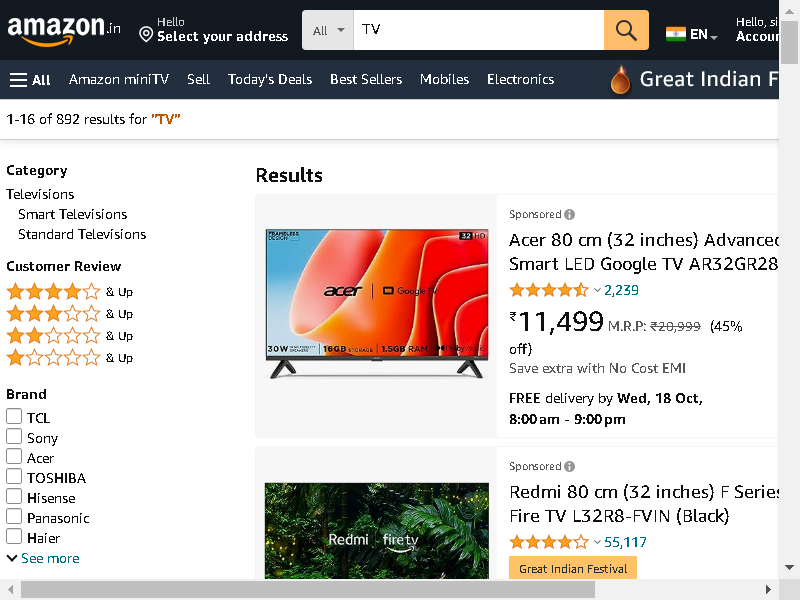 amazon.in
Hello
Select your address
All
TV
EN
Hello, si
Accoun
All
Amazon miniTV
Sell
Today's Deals
Best Sellers
Mobiles
Electronics
Great Indian F
1-16 of 892 results for "TV"
Category
Televisions
Smart Televisions
Standard Televisions
Customer Review
& Up
& Up
& Up
& Up
Brand
TCL
Sony
Acer
TOSHIBA
Hisense
Panasonic
Haier
See more
Results
FRAMELESS
DESIGN
32 HD
acer | Google TV
30W
16GB STORAGE
1.5GB RAM
Sponsored
Acer 80 cm (32 inches) Advanced
Smart LED Google TV AR32GR28
2,239
₹11,499 M.R.P: ₹20,999 (45%
off)
Save extra with No Cost EMI
FREE delivery by Wed, 18 Oct,
8:00 am - 9:00 pm
Redmi firetv
Sponsored
Redmi 80 cm (32 inches) F Series
Fire TV L32R8-FVIN (Black)
55,117
Great Indian Festival